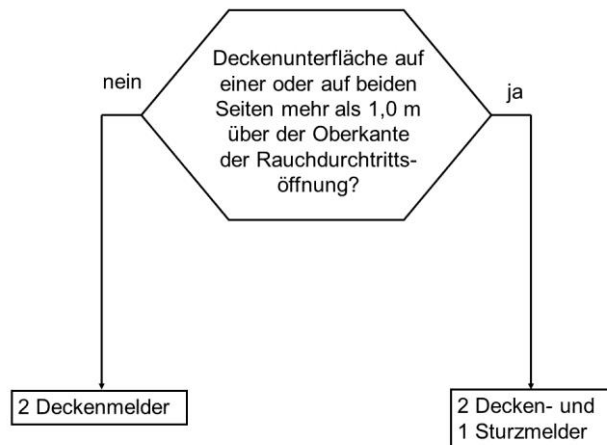 Deckenunterfläche auf
einer oder auf beiden
Seiten mehr als 1,0 m
über der Oberkante
der Rauchdurchtritts-
öffnung?
nein
ja
2 Deckenmelder
2 Decken- und
1 Sturzmelder